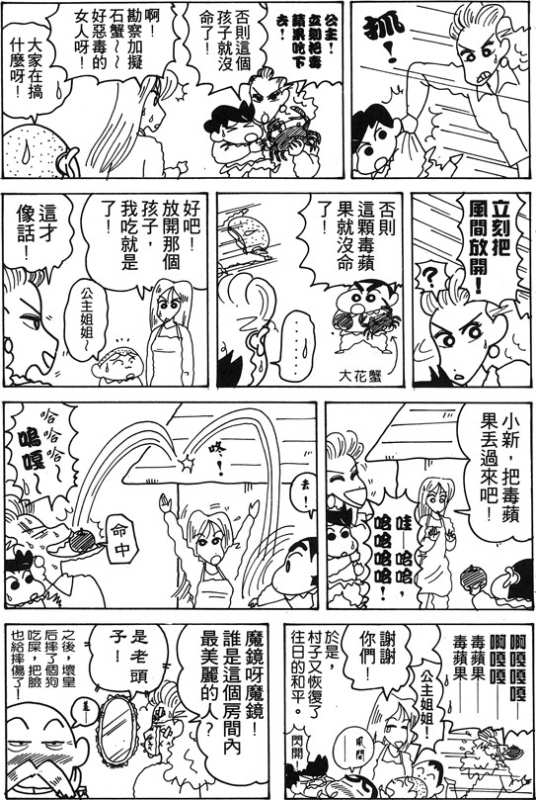 抓！
公主！
立刻把毒
蘋果吃下
去！
否則這個
孩子就沒
命了！
啊！
勘察加擬
石蟹～～
好惡毒的
女人呀！
大家在搞
什麼呀！
立刻把
風間放開！
？
否則
這顆毒蘋
果就沒命
了！
大花蟹
．．．．．
好吧！
放開那個
孩子，
我吃就是
了！
公主姐姐～
這才
像話！
小新，把毒蘋
果丟過來吧！
哇—哈哈，
哈哈哈哈！
去！
咚！
命中
哈哈哈哈
嗚嘎～
啊嘎嘎—
啊嘎嘎—
毒蘋果—
毒蘋果—
公主姐姐！
謝謝
你們！
於是，
村子又恢復了
往日的和平。
風間—
閃開！
魔鏡呀魔鏡！
誰是這個房間內
最美麗的人？
是老頭
子！
之後，壞皇
后摔了個狗
吃屎，把臉
也給摔傷了！